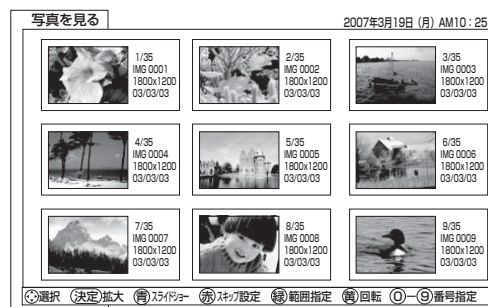 写真を見る
2007年3月19日 (月) AM10：25
1/35
IMG 0001
1800x1200
03/03/03
2/35
IMG 0002
1800x1200
03/03/03
3/35
IMG 0003
1800x1200
03/03/03
4/35
IMG 0004
1800x1200
03/03/03
5/35
IMG 0005
1800x1200
03/03/03
6/35
IMG 0006
1800x1200
03/03/03
7/35
IMG 0007
1800x1200
03/03/03
8/35
IMG 0008
1800x1200
03/03/03
9/35
IMG 0009
1800x1200
03/03/03
選択 決定 拡大 青 スライドショー 赤 スキップ設定 緑 範囲指定 黄 回転 0ー9 番号指定